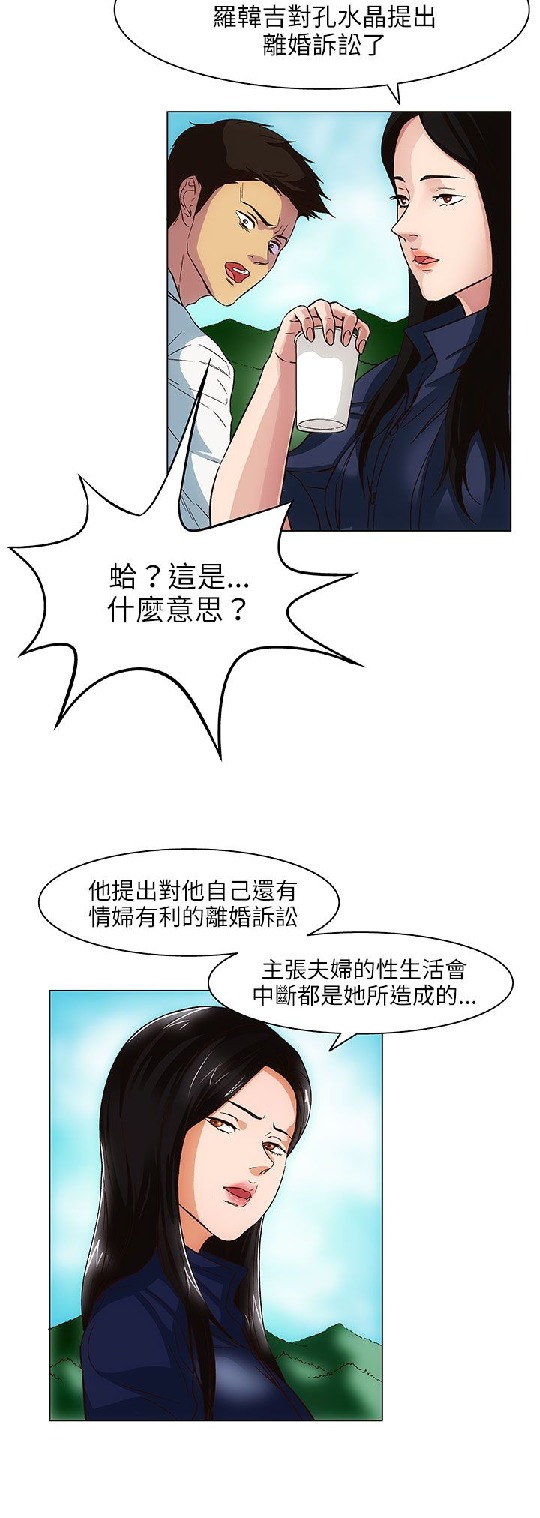 羅韓吉對孔水晶提出
離婚訴訟了
蛤？這是...
什麼意思？
他提出對他自己還有
情婦有利的離婚訴訟
主張夫婦的性生活會
中斷都是她所造成的...